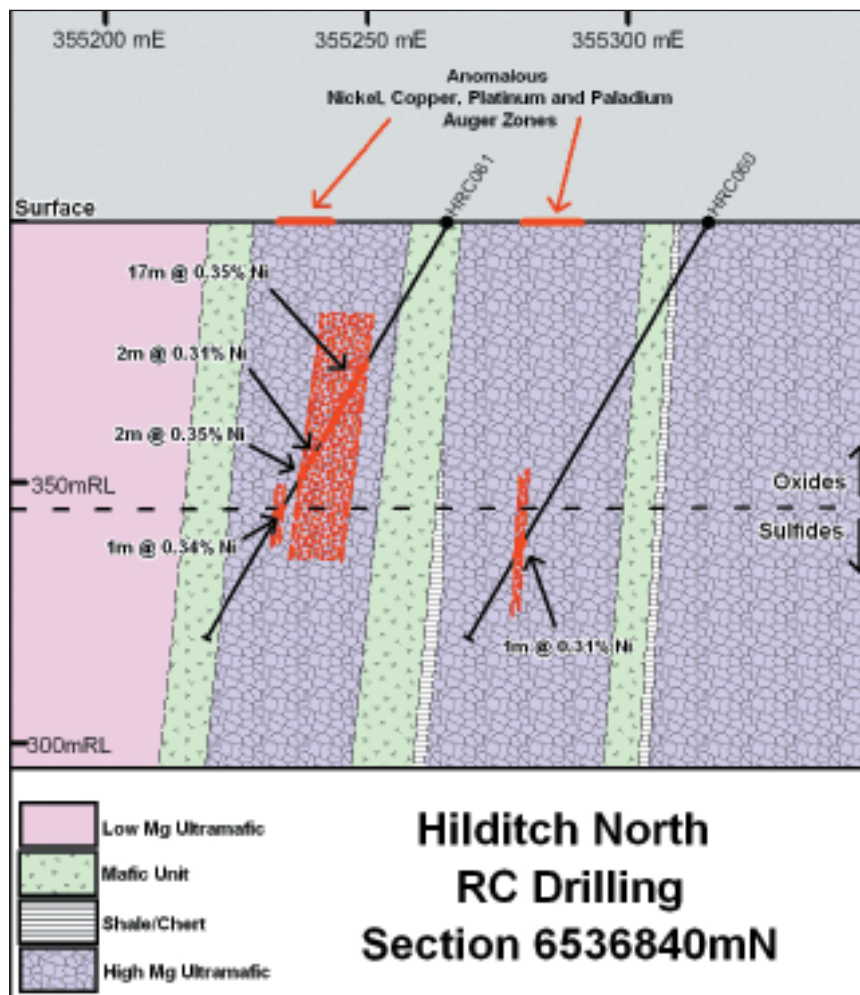 355200 mE
355250 mE
355300 mE
Anomalous
Nickel, Copper, Platinum and Paladium
Auger Zones
HRC061
HRC060
Surface
17m @ 0.35% Ni
2m @ 0.31% Ni
2m @ 0.35% Ni
350mRL
Oxides
Sulfides
1m @ 0.34% Ni
1m @ 0.31% Ni
300mRL
Low Mg Ultramafic
Mafic Unit
Shale/Chert
High Mg Ultramafic
Hilditch North
RC Drilling
Section 6536840mN